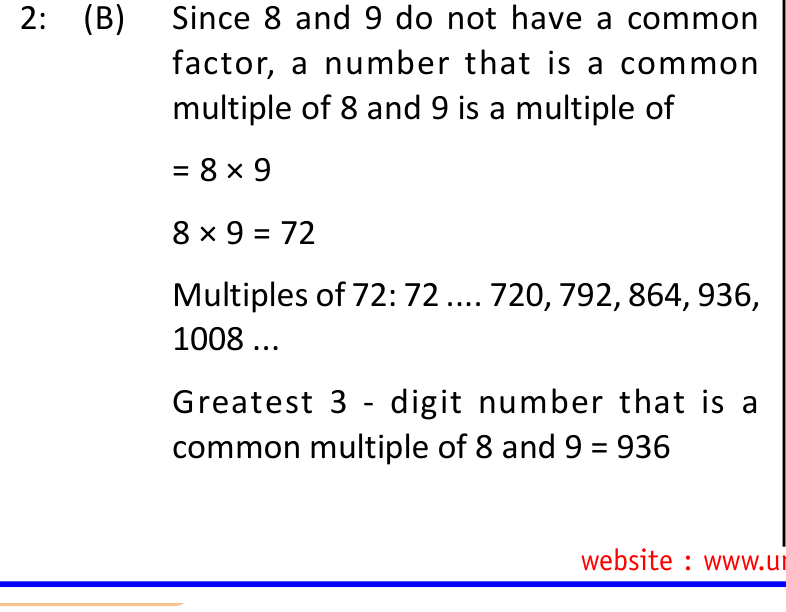 2: (B) Since 8 and 9 do not have a common
factor, a number that is a common
multiple of 8 and 9 is a multiple of
= 8 × 9
8 × 9 = 72
Multiples of 72: 72 .... 720, 792, 864, 936,
1008 ...
Greatest 3 - digit number that is a
common multiple of 8 and 9 = 936
website : www.u